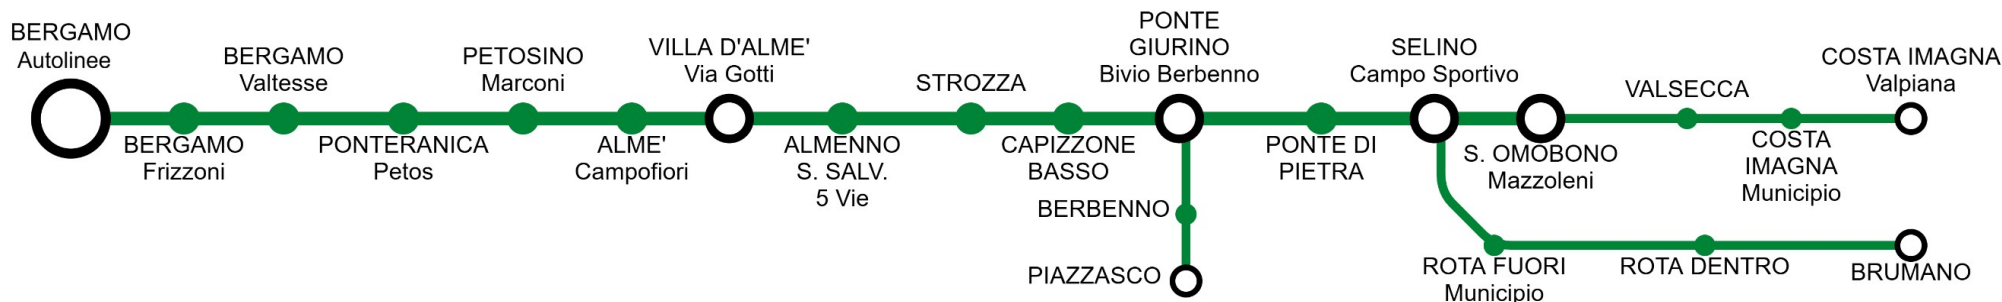 BERGAMO
Autolinee
BERGAMO
Frizzoni
BERGAMO
Valtesse
PONTERANICA
Petos
PETOSINO
Marconi
ALME'
Campofiori
VILLA D'ALME'
Via Gotti
ALMENNO
S. SALV.
5 Vie
STROZZA
CAPIZZONE
BASSO
PONTE
GIURINO
Bivio Berbenno
BERBENNO
PIAZZASCO
PONTE DI
PIETRA
SELINO
Campo Sportivo
S. OMOBONO
Mazzoleni
VALSECCA
COSTA
IMAGNA
Municipio
COSTA IMAGNA
Valpiana
ROTA FUORI
Municipio
ROTA DENTRO
BRUMANO